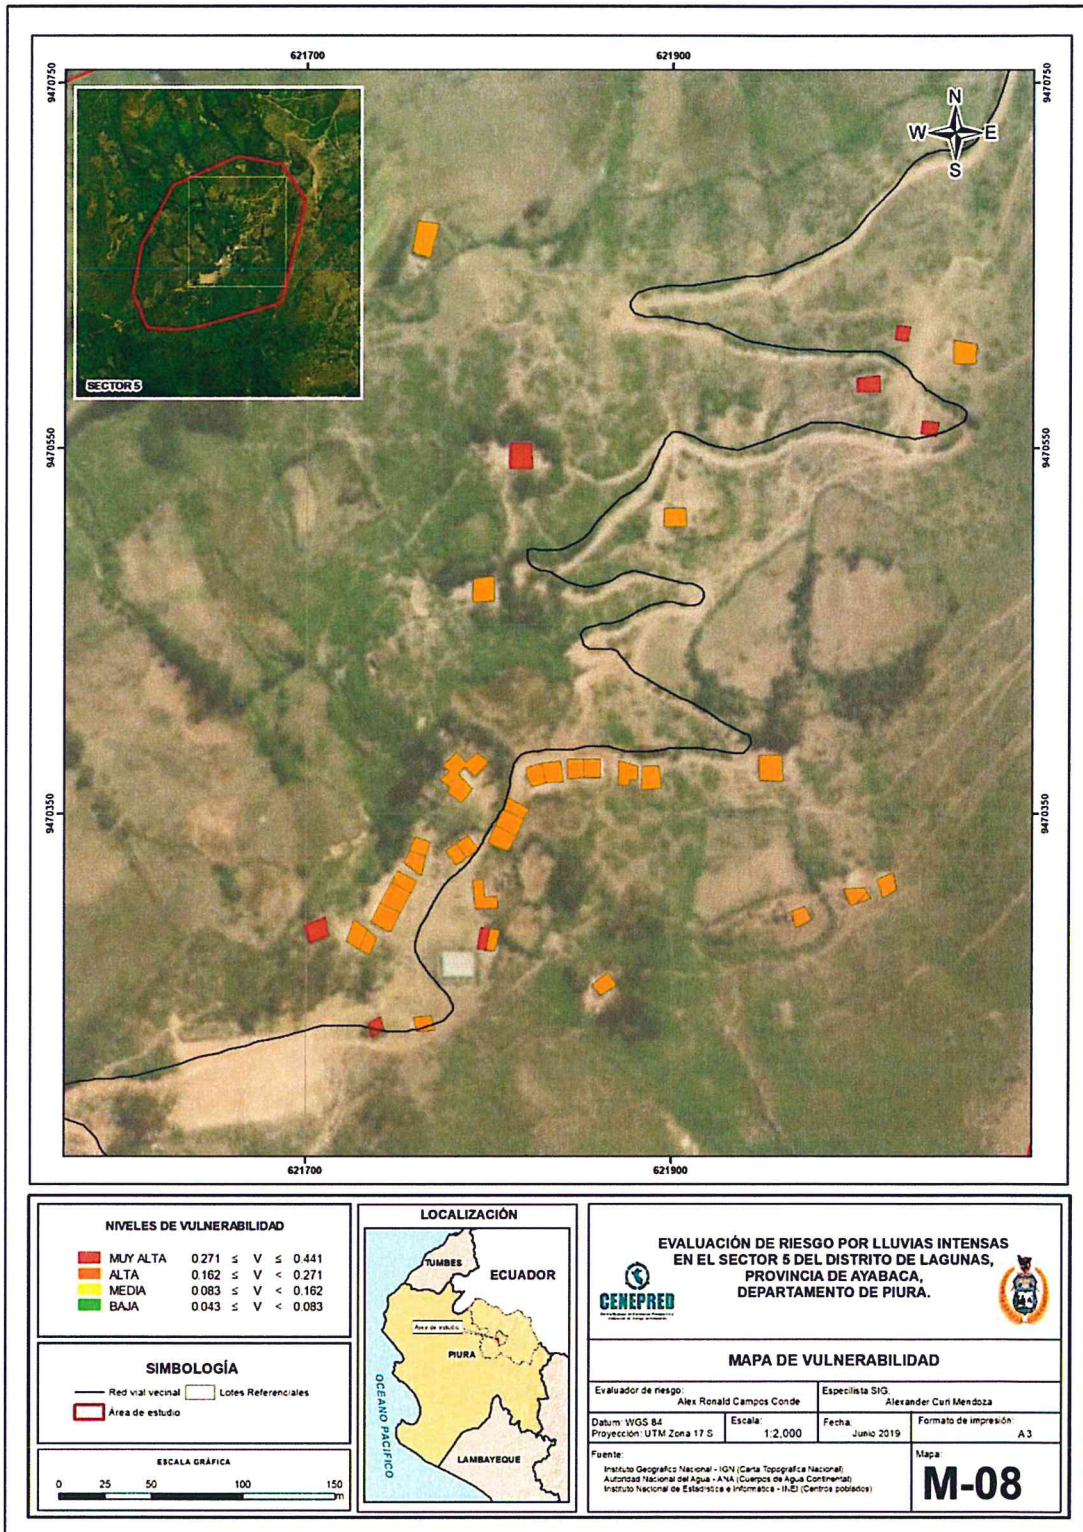 621700
621900
9470750
9470750
N
W
E
S
SECTOR 5
9470550
9470550
9470350
9470350
621700
621900
NIVELES DE VULNERABILIDAD
MUY ALTA 0.271 ≤ V ≤ 0.441
ALTA 0.162 ≤ V < 0.271
MEDIA 0.083 ≤ V < 0.162
BAJA 0.043 ≤ V < 0.083
SIMBOLOGÍA
Red vial vecinal
Lotes Referenciales
Área de estudio
ESCALA GRÁFICA
0 25 50 100 150
m
LOCALIZACIÓN
TUMBES
ECUADOR
Área de estudio
PIURA
OCEANO PACIFICO
LAMBAYEQUE
CENEPRED
EVALUACIÓN DE RIESGO POR LLUVIAS INTENSAS
EN EL SECTOR 5 DEL DISTRITO DE LAGUNAS,
PROVINCIA DE AYABACA,
DEPARTAMENTO DE PIURA.
MAPA DE VULNERABILIDAD
Evaluador de riesgo:
Alex Ronald Campos Conde
Especilista SIG:
Alexander Curi Mendoza
Datum: WGS 84
Proyección: UTM Zona 17 S
Escala:
1:2,000
Fecha:
Junio 2019
Formato de impresión:
A3
Fuente:
Instituto Geográfico Nacional - IGN (Carta Topográfica Nacional)
Autoridad Nacional del Agua - ANA (Cuerpos de Agua Continental)
Instituto Nacional de Estadística e Informática - INEI (Centros poblados)
Mapa:
M-08